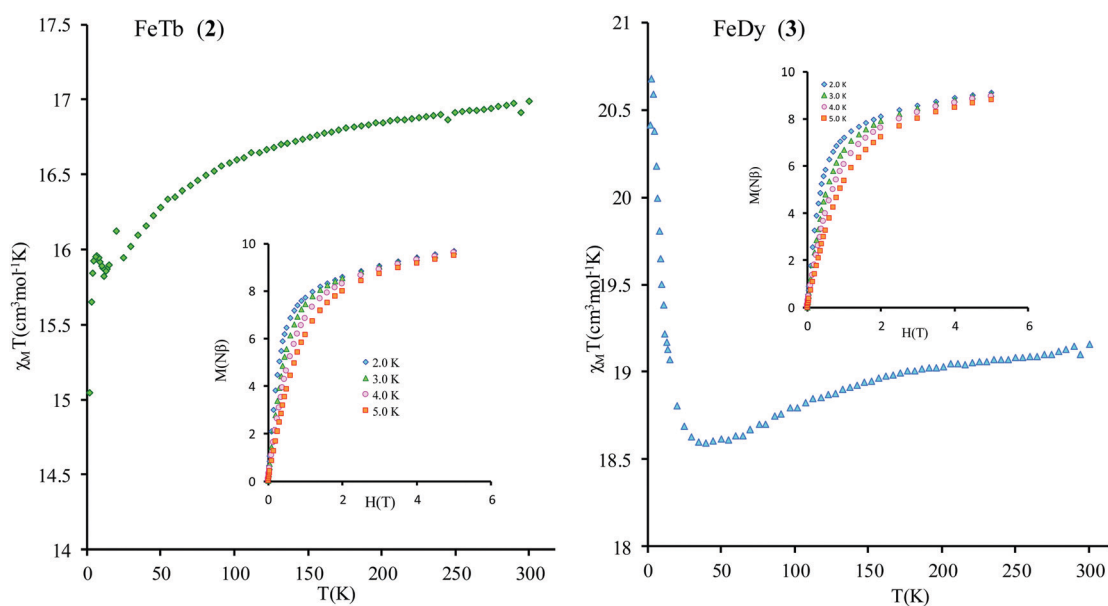 FeTb (2)
17.5
17
16.5
16
15.5
15
14.5
14
χMT(cm³mol⁻¹K)
0
50
100
150
200
250
300
T(K)
10
8
6
4
2
0
M(Nβ)
0
2
4
6
H(T)
2.0 K
3.0 K
4.0 K
5.0 K
FeDy (3)
21
20.5
20
19.5
19
18.5
18
χMT(cm³mol⁻¹K)
0
50
100
150
200
250
300
T(K)
10
8
6
4
2
0
M(Nβ)
0
2
4
6
H(T)
2.0 K
3.0 K
4.0 K
5.0 K